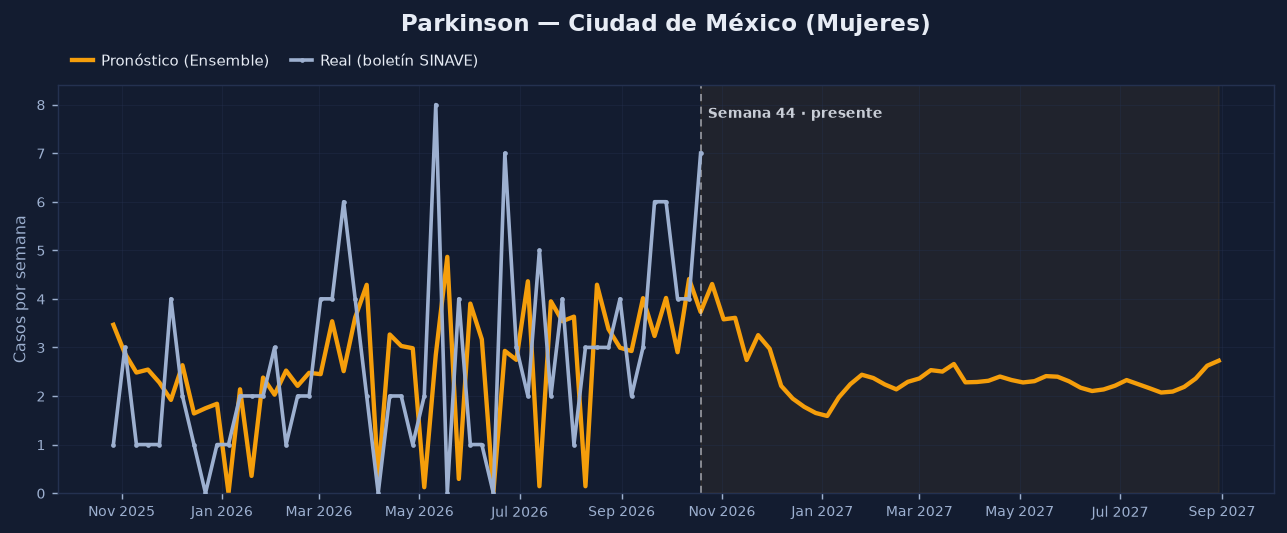 Parkinson — Ciudad de México (Mujeres)
Pronóstico (Ensemble) Real (boletín SINAVE)
Semana 44 · presente
Casos por semana
8
7
6
5
4
3
2
1
0
Nov 2025 Jan 2026 Mar 2026 May 2026 Jul 2026 Sep 2026 Nov 2026 Jan 2027 Mar 2027 May 2027 Jul 2027 Sep 2027